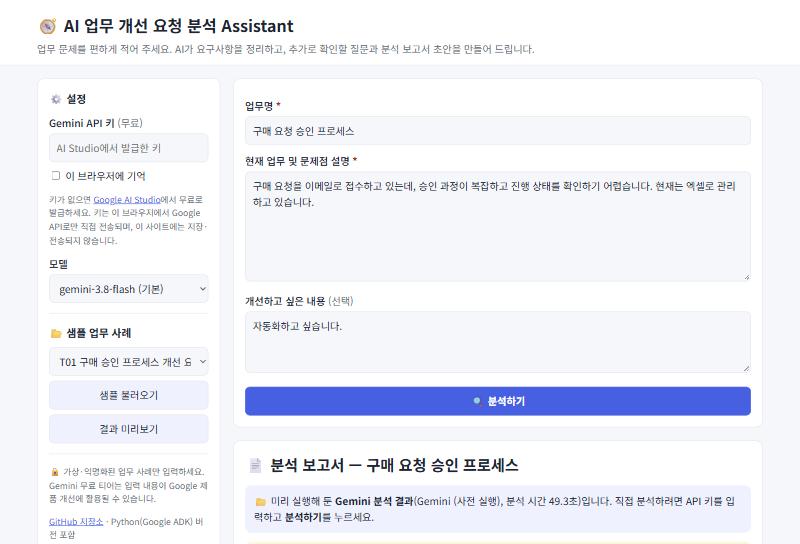 AI 업무 개선 요청 분석 Assistant
업무 문제를 편하게 적어 주세요. AI가 요구사항을 정리하고, 추가로 확인할 질문과 분석 보고서 초안을 만들어 드립니다.
설정
Gemini API 키 (무료)
AI Studio에서 발급한 키
이 브라우저에 기억
키가 없으면 Google AI Studio에서 무료로
발급하세요. 키는 이 브라우저에서 Google
API로만 직접 전송되며, 이 사이트에는 저장·
전송되지 않습니다.
모델
gemini-3.8-flash (기본)
샘플 업무 사례
T01 구매 승인 프로세스 개선 요
샘플 불러오기
결과 미리보기
가상·익명화된 업무 사례만 입력하세요.
Gemini 무료 티어는 입력 내용이 Google 제
품 개선에 활용될 수 있습니다.
GitHub 저장소 · Python(Google ADK) 버
전 포함
업무명 *
구매 요청 승인 프로세스
현재 업무 및 문제점 설명 *
구매 요청을 이메일로 접수하고 있는데, 승인 과정이 복잡하고 진행 상태를 확인하기 어렵습니다. 현재는 엑셀로 관리
하고 있습니다.
개선하고 싶은 내용 (선택)
자동화하고 싶습니다.
분석하기
분석 보고서 — 구매 요청 승인 프로세스
미리 실행해 둔 Gemini 분석 결과(Gemini (사전 실행), 분석 시간 49.3초)입니다. 직접 분석하려면 API 키를 입
력하고 분석하기를 누르세요.